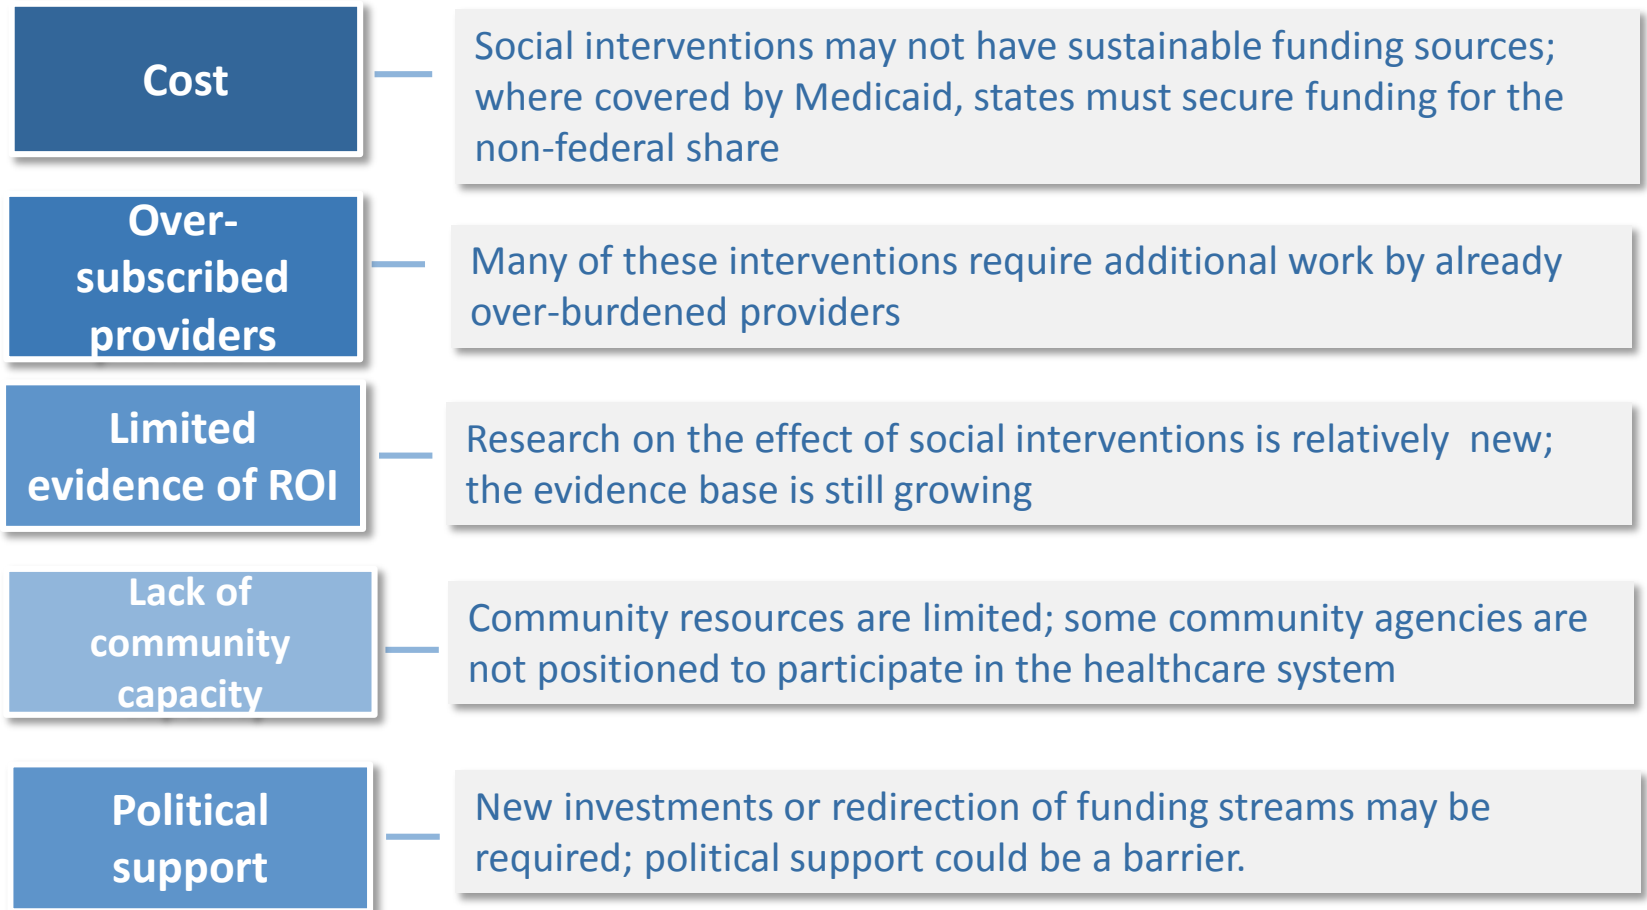 Cost
Social interventions may not have sustainable funding sources;
where covered by Medicaid, states must secure funding for the
non-federal share
Over-
subscribed
providers
Many of these interventions require additional work by already
over-burdened providers
Limited
evidence of ROI
Research on the effect of social interventions is relatively  new;
the evidence base is still growing
Lack of
community
capacity
Community resources are limited; some community agencies are
not positioned to participate in the healthcare system
Political
support
New investments or redirection of funding streams may be
required; political support could be a barrier.